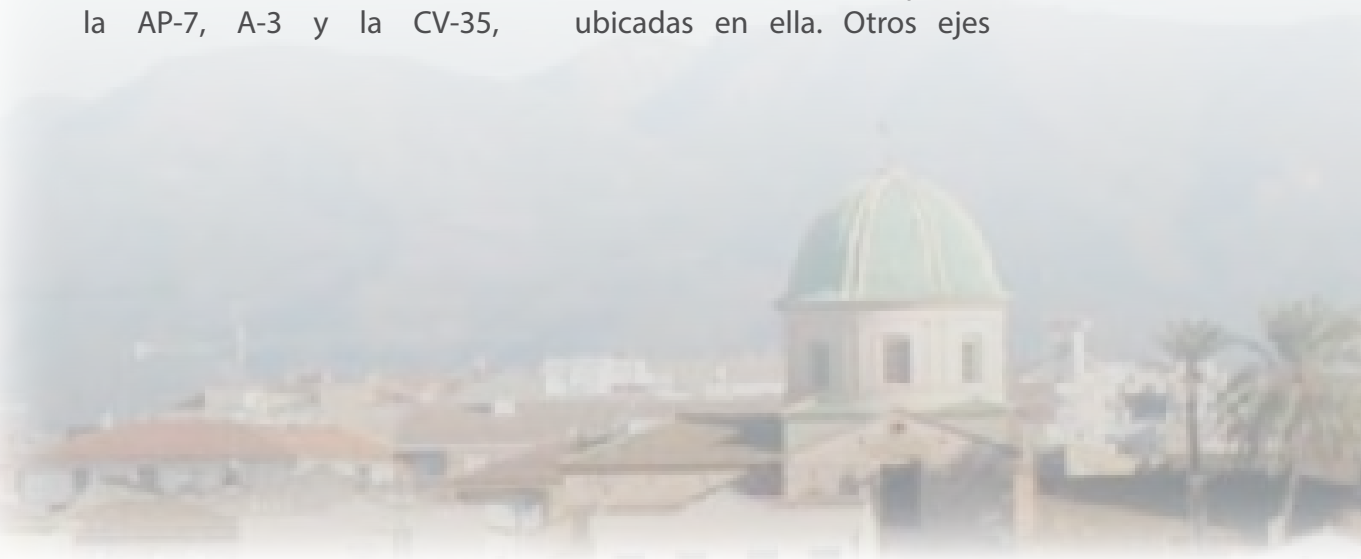 la AP-7, A-3 y la CV-35,
ubicadas en ella. Otros ejes